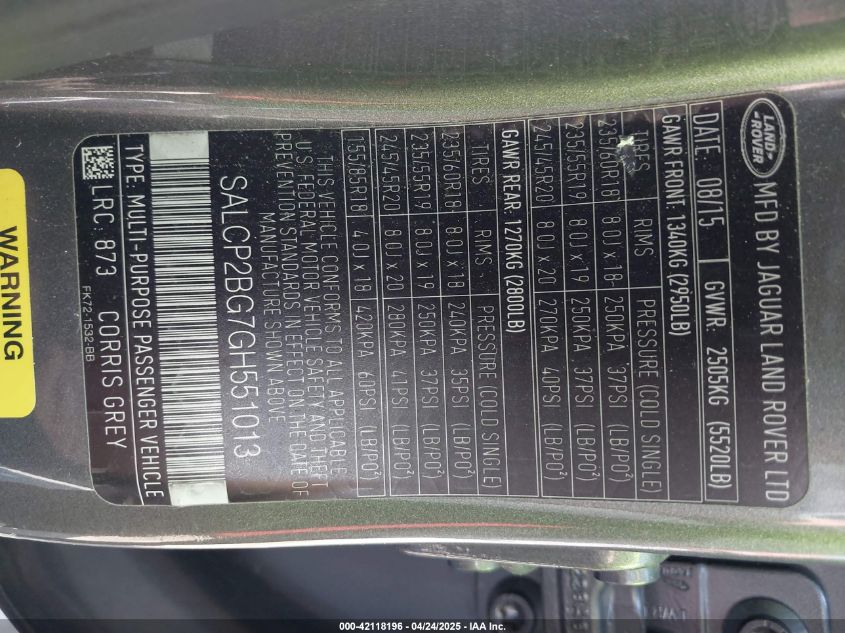 LAND
ROVER
MFD BY JAGUAR LAND ROVER LTD
DATE: 08/15 GVWR: 2505KG (5520LB)
GAWR FRONT: 1340KG (2950LB)
TIRES RIMS PRESSURE (COLD SINGLE)
235/60R18 8.0J x 18 250KPA 37PSI (LB/PO²)
235/55R19 8.0J x 19 250KPA 37PSI (LB/PO²)
245/45R20 8.0J x 20 270KPA 40PSI (LB/PO²)
GAWR REAR: 1270KG (2800LB)
TIRES RIMS PRESSURE (COLD SINGLE)
235/60R18 8.0J x 18 240KPA 35PSI (LB/PO²)
235/55R19 8.0J x 19 250KPA 37PSI (LB/PO²)
245/45R20 8.0J x 20 280KPA 41PSI (LB/PO²)
155/85R18 4.0J x 18 420KPA 60PSI (LB/PO²)
THIS VEHICLE CONFORMS TO ALL APPLICABLE
U.S. FEDERAL MOTOR VEHICLE SAFETY AND THEFT
PREVENTION STANDARDS IN EFFECT ON THE DATE OF
MANUFACTURE SHOWN ABOVE
SALCP2BG7GH551013
TYPE: MULTI-PURPOSE PASSENGER VEHICLE
LRC: 873 CORRIS GREY
FK72-1532-BB
WARNING
000-42118196 - 04/24/2025 - IAA Inc.